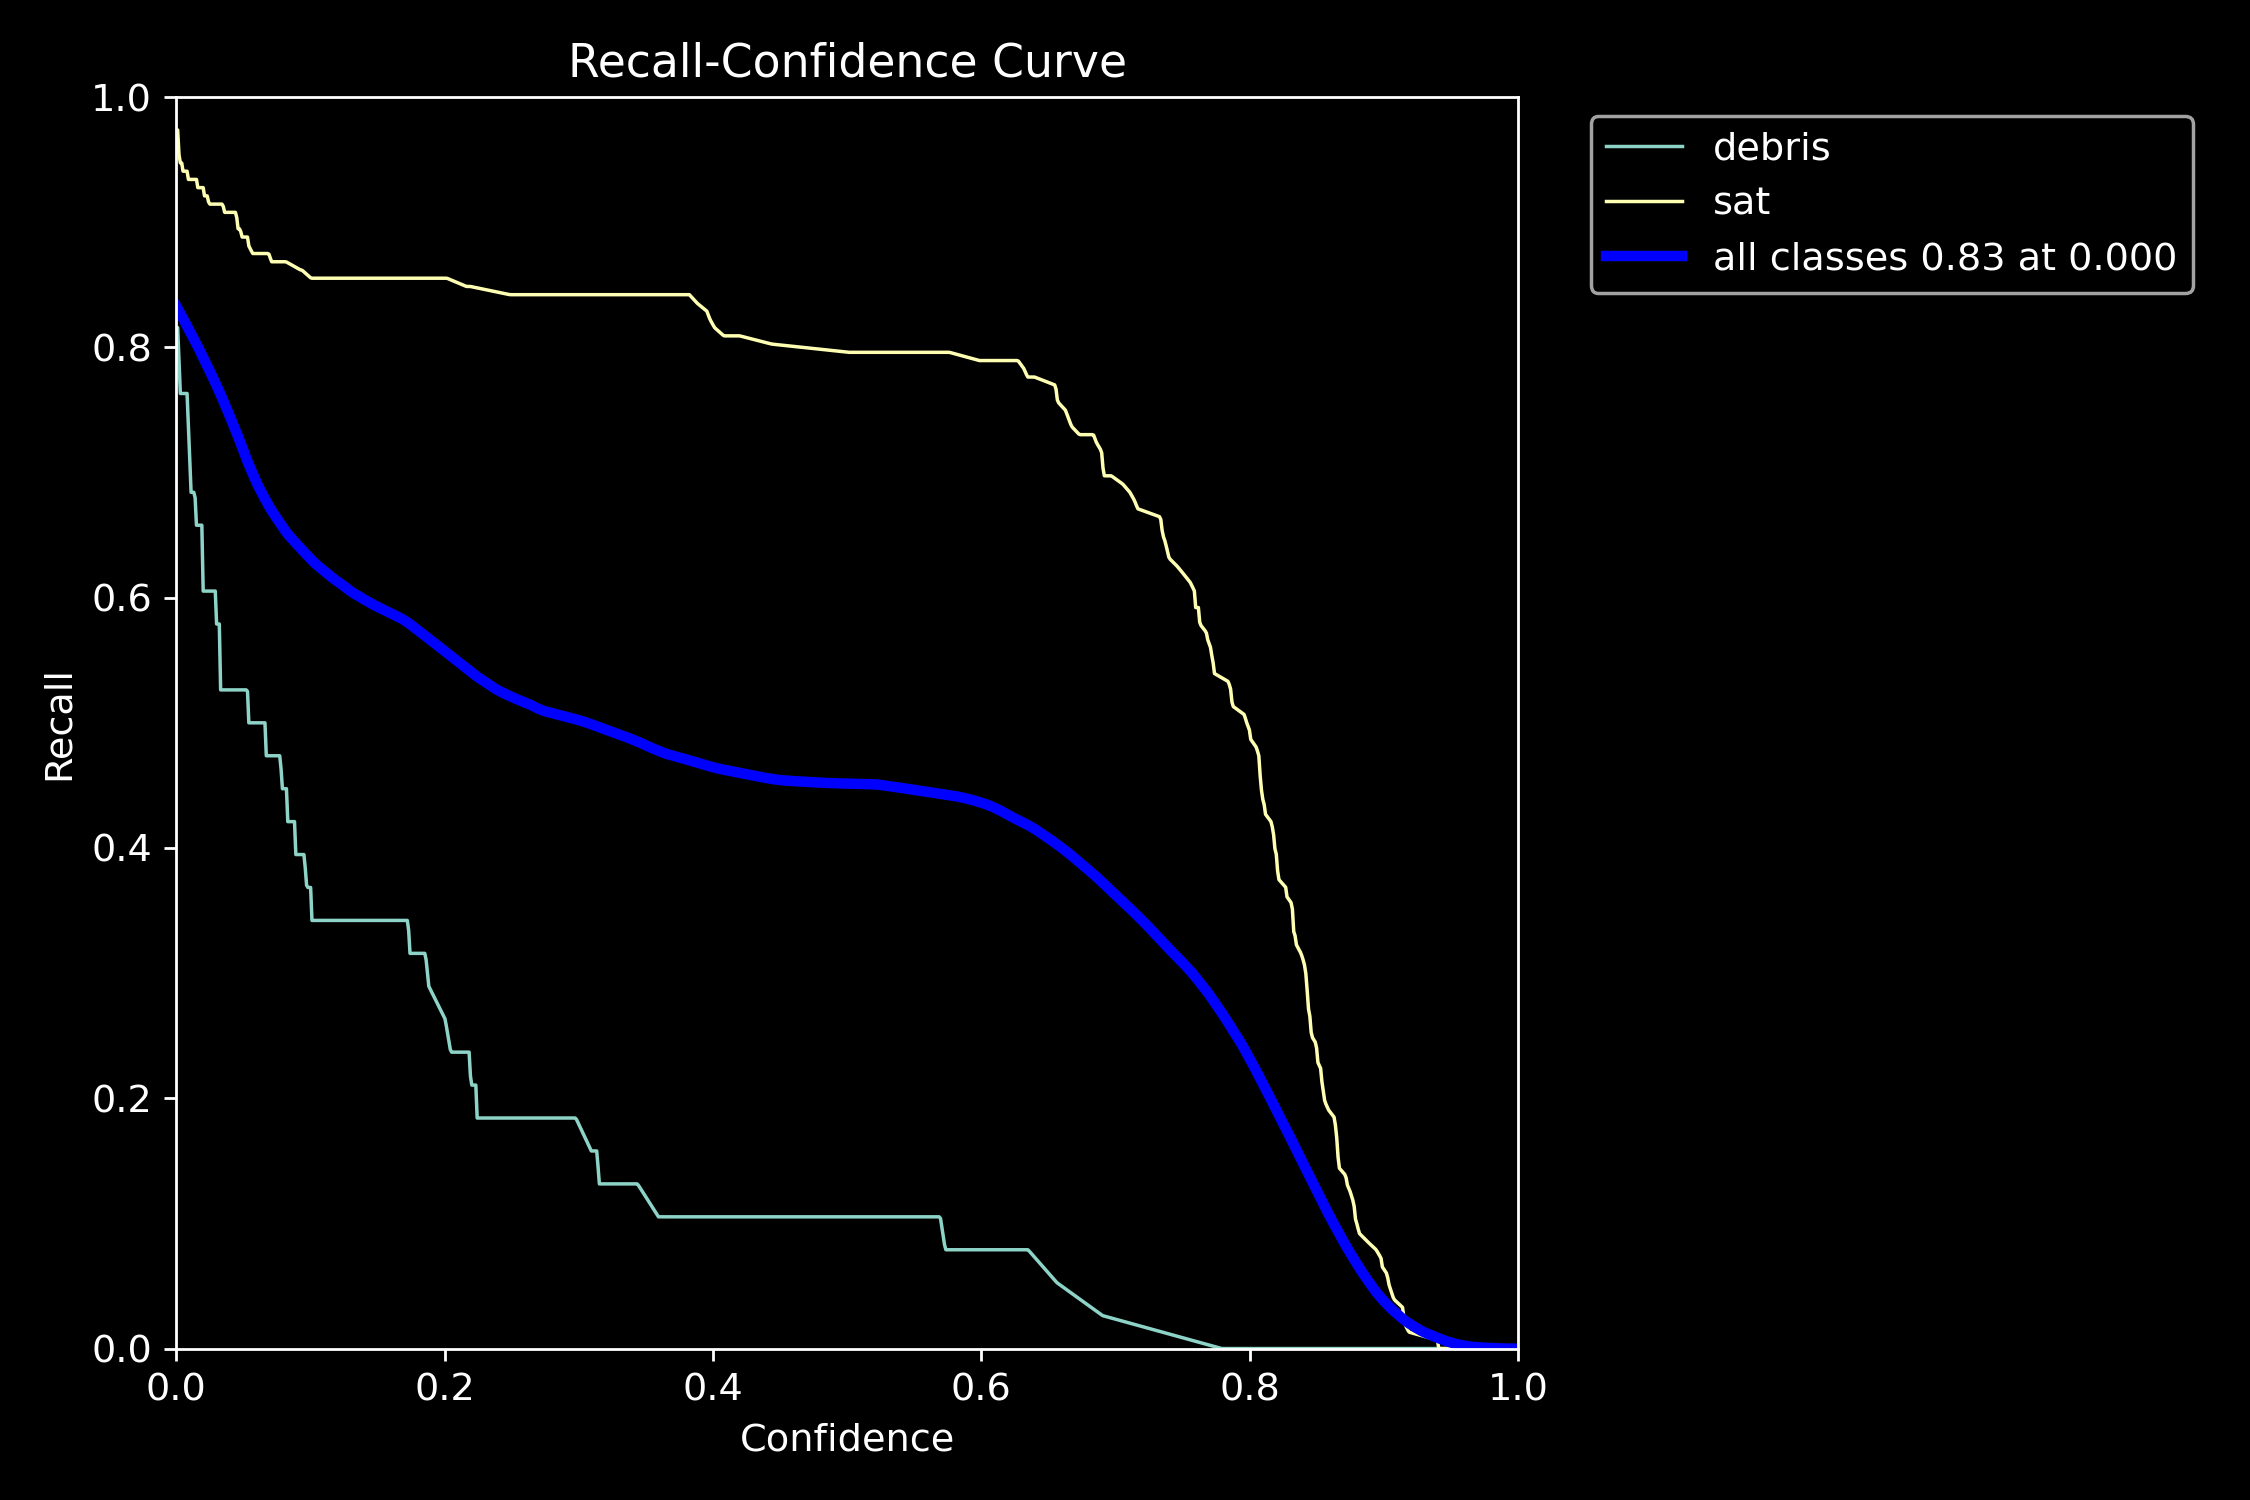 Recall-Confidence Curve
1.0
0.8
0.6
0.4
0.2
0.0
Recall
0.0 0.2 0.4 0.6 0.8 1.0
Confidence
debris
sat
all classes 0.83 at 0.000